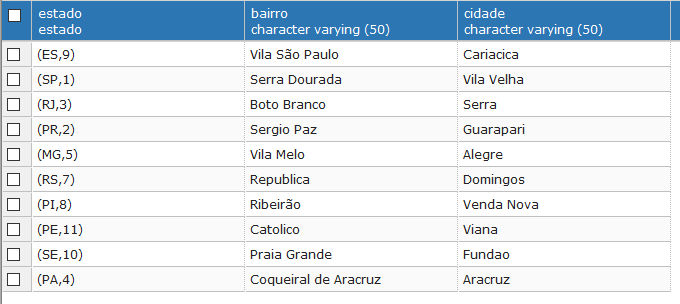 estado bairro cidade
estado character varying (50) character varying (50)
(ES,9) Vila São Paulo Cariacica
(SP,1) Serra Dourada Vila Velha
(RJ,3) Boto Branco Serra
(PR,2) Sergio Paz Guarapari
(MG,5) Vila Melo Alegre
(RS,7) Republica Domingos
(PI,8) Ribeirão Venda Nova
(PE,11) Catolico Viana
(SE,10) Praia Grande Fundao
(PA,4) Coqueiral de Aracruz Aracruz